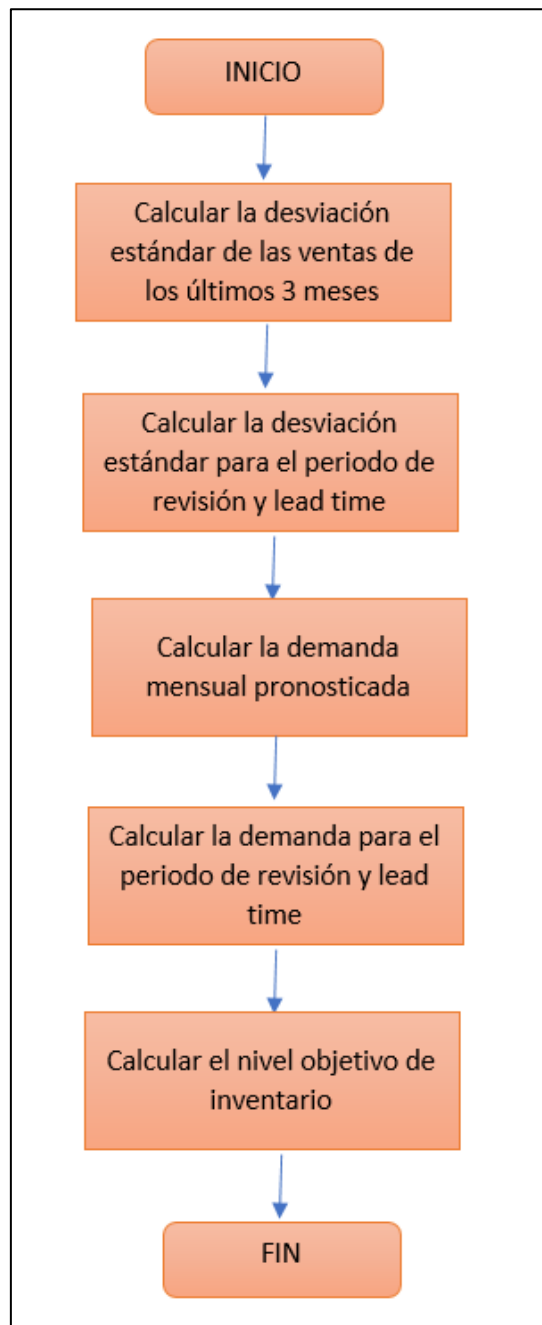 INICIO
Calcular la desviación
estándar de las ventas de
los últimos 3 meses
Calcular la desviación
estándar para el periodo de
revisión y lead time
Calcular la demanda
mensual pronosticada
Calcular la demanda para el
periodo de revisión y lead
time
Calcular el nivel objetivo de
inventario
FIN